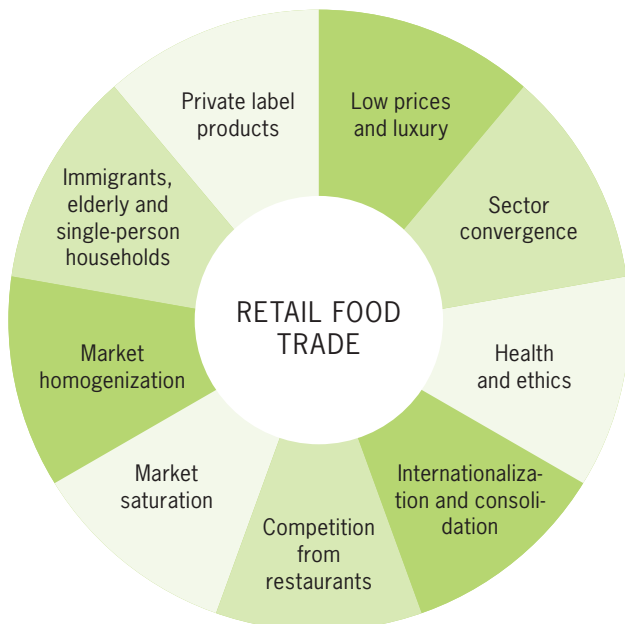 RETAIL FOOD
TRADE
Low prices
and luxury
Sector
convergence
Health
and ethics
Internationaliza-
tion and consoli-
dation
Competition
from
restaurants
Market
saturation
Market
homogenization
Immigrants,
elderly and
single-person
households
Private label
products